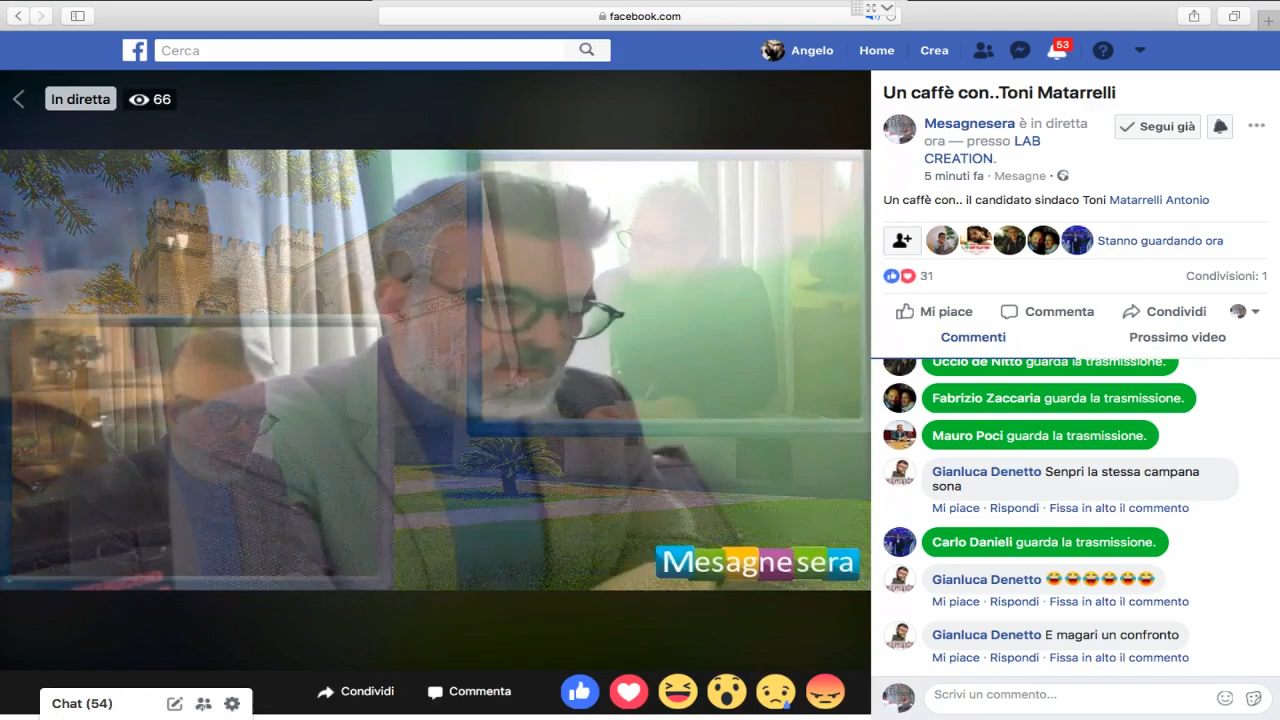 facebook.com
Cerca
Angelo
Home
Crea
53
In diretta
66
Mesagnesera
Condividi
Commenta
Chat (54)
Un caffè con..Toni Matarrelli
Mesagnesera è in diretta
ora — presso LAB
CREATION.
5 minuti fa · Mesagne ·
Segui già
Un caffè con.. il candidato sindaco Toni Matarrelli Antonio
Stanno guardando ora
31
Condivisioni: 1
Mi piace
Commenta
Condividi
Commenti
Prossimo video
Uccio de Nitto guarda la trasmissione.
Fabrizio Zaccaria guarda la trasmissione.
Mauro Poci guarda la trasmissione.
Gianluca Denetto Senpri la stessa campana
sona
Mi piace · Rispondi · Fissa in alto il commento
Carlo Danieli guarda la trasmissione.
Gianluca Denetto 😂😂😂😂😂😂
Mi piace · Rispondi · Fissa in alto il commento
Gianluca Denetto E magari un confronto
Mi piace · Rispondi · Fissa in alto il commento
Scrivi un commento...